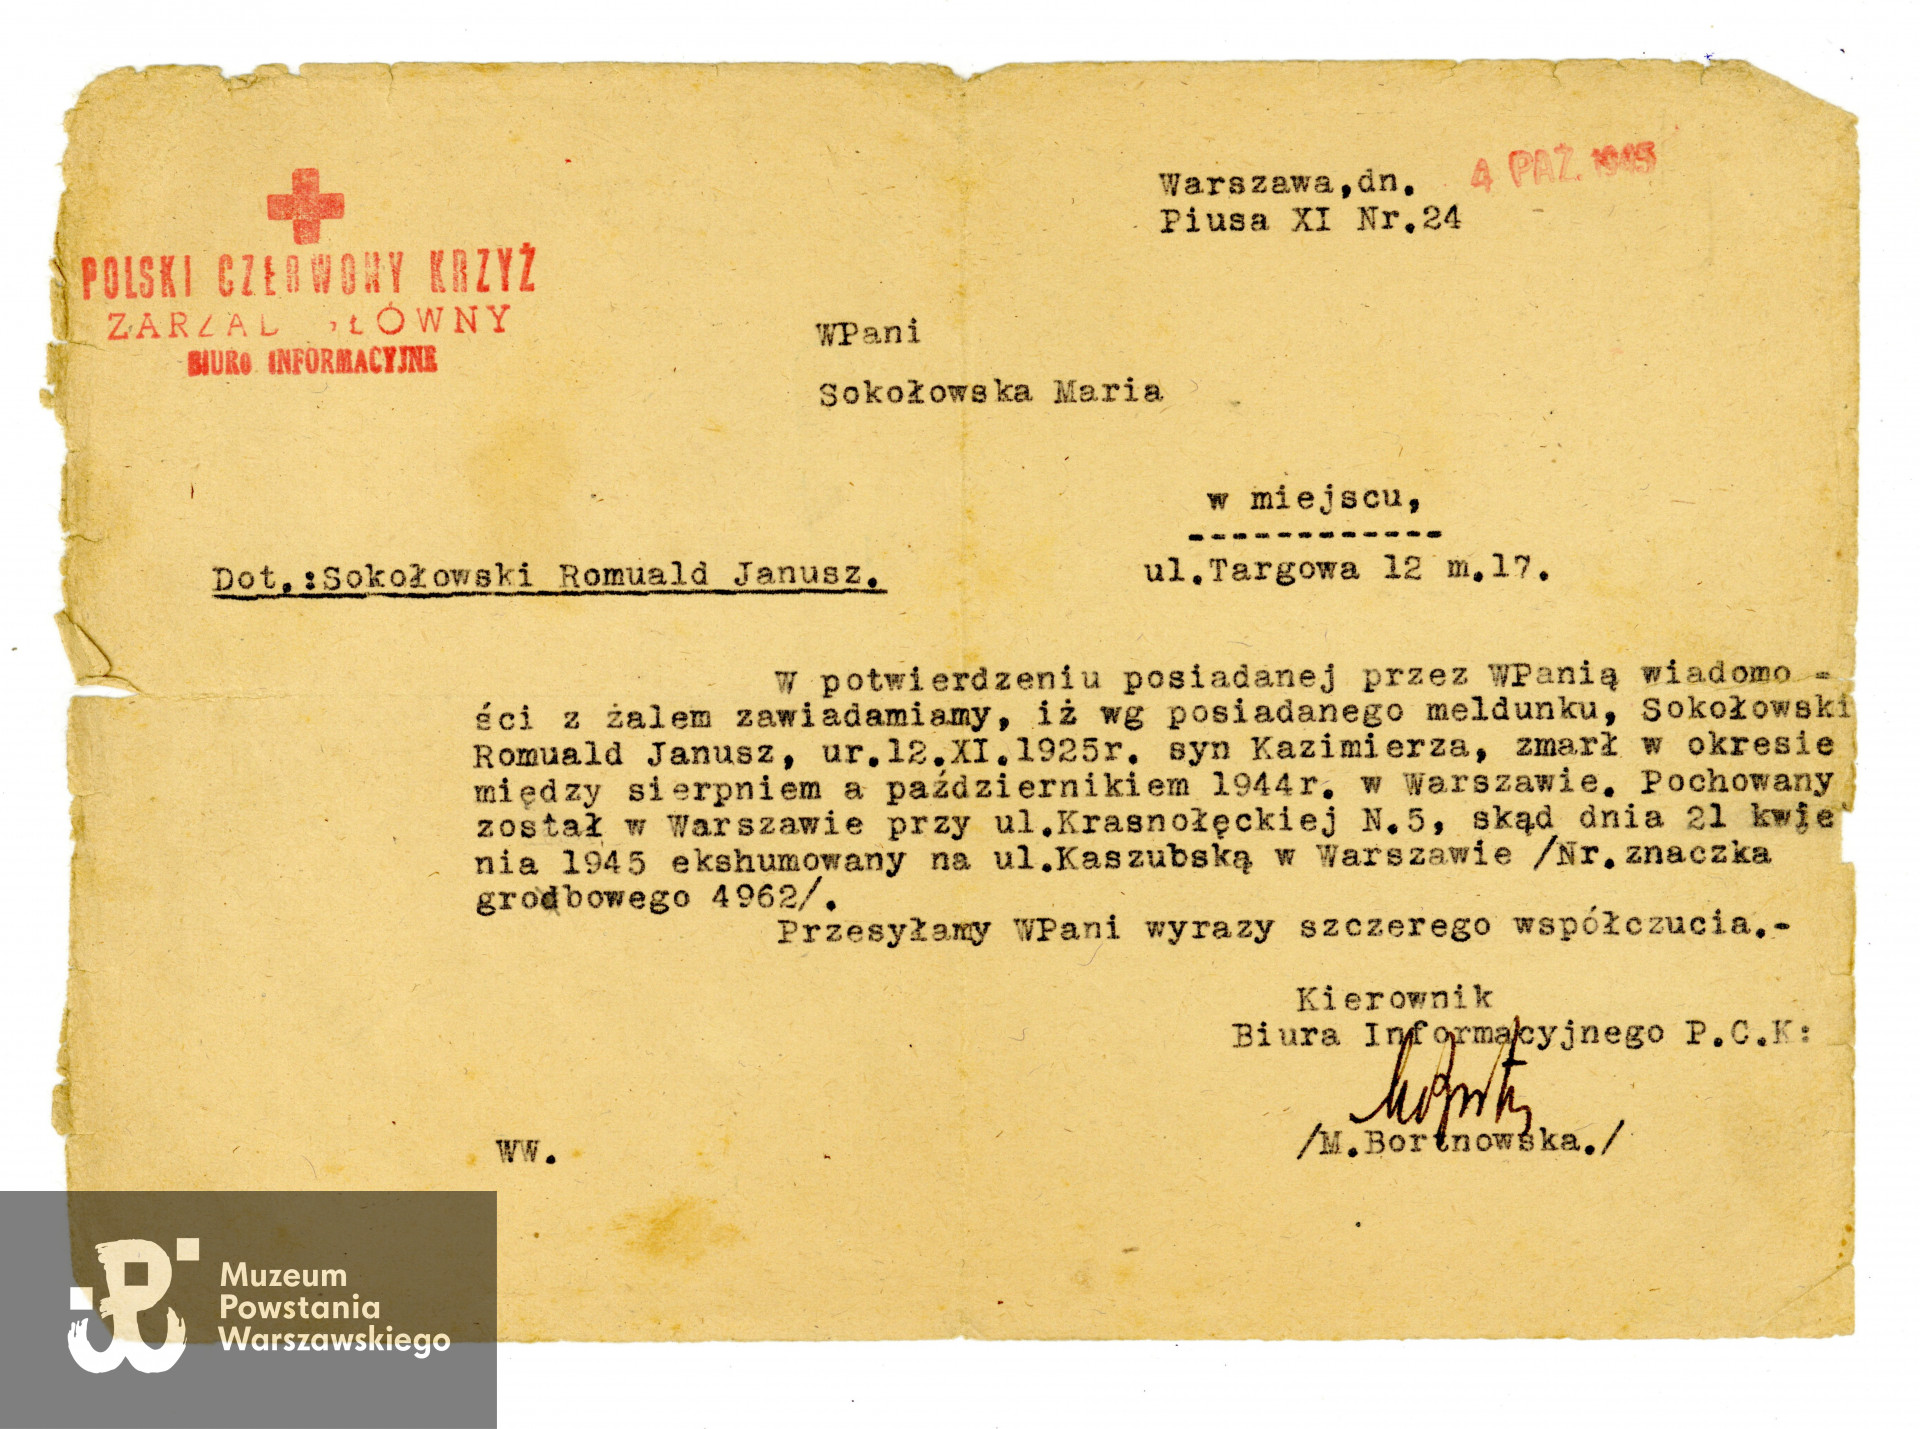 POLSKI CZERWONY KRZYŻ
ZARZĄD GŁÓWNY
BIURO INFORMACYJNE
Warszawa,dn. 4 PAŹ. 1945
Piusa XI Nr.24
WPani
Sokołowska Maria
w miejscu,
------------
ul.Targowa 12 m.17.
Dot.:Sokołowski Romuald Janusz.
W potwierdzeniu posiadanej przez WPanią wiadomo -
ści z żalem zawiadamiamy, iż wg posiadanego meldunku, Sokołowski
Romuald Janusz, ur.12.XI.1925r. syn Kazimierza, zmarł w okresie
między sierpniem a październikiem 1944r. w Warszawie. Pochowany
został w Warszawie przy ul.Krasnołęckiej N.5, skąd dnia 21 kwie
nia 1945 ekshumowany na ul.Kaszubską w Warszawie /Nr.znaczka
grodbowego 4962/.
Przesyłamy WPani wyrazy szczerego współczucia.-
Kierownik
Biura Informacyjnego P.C.K:
/M.Bortnowska./
WW.
Muzeum
Powstania
Warszawskiego